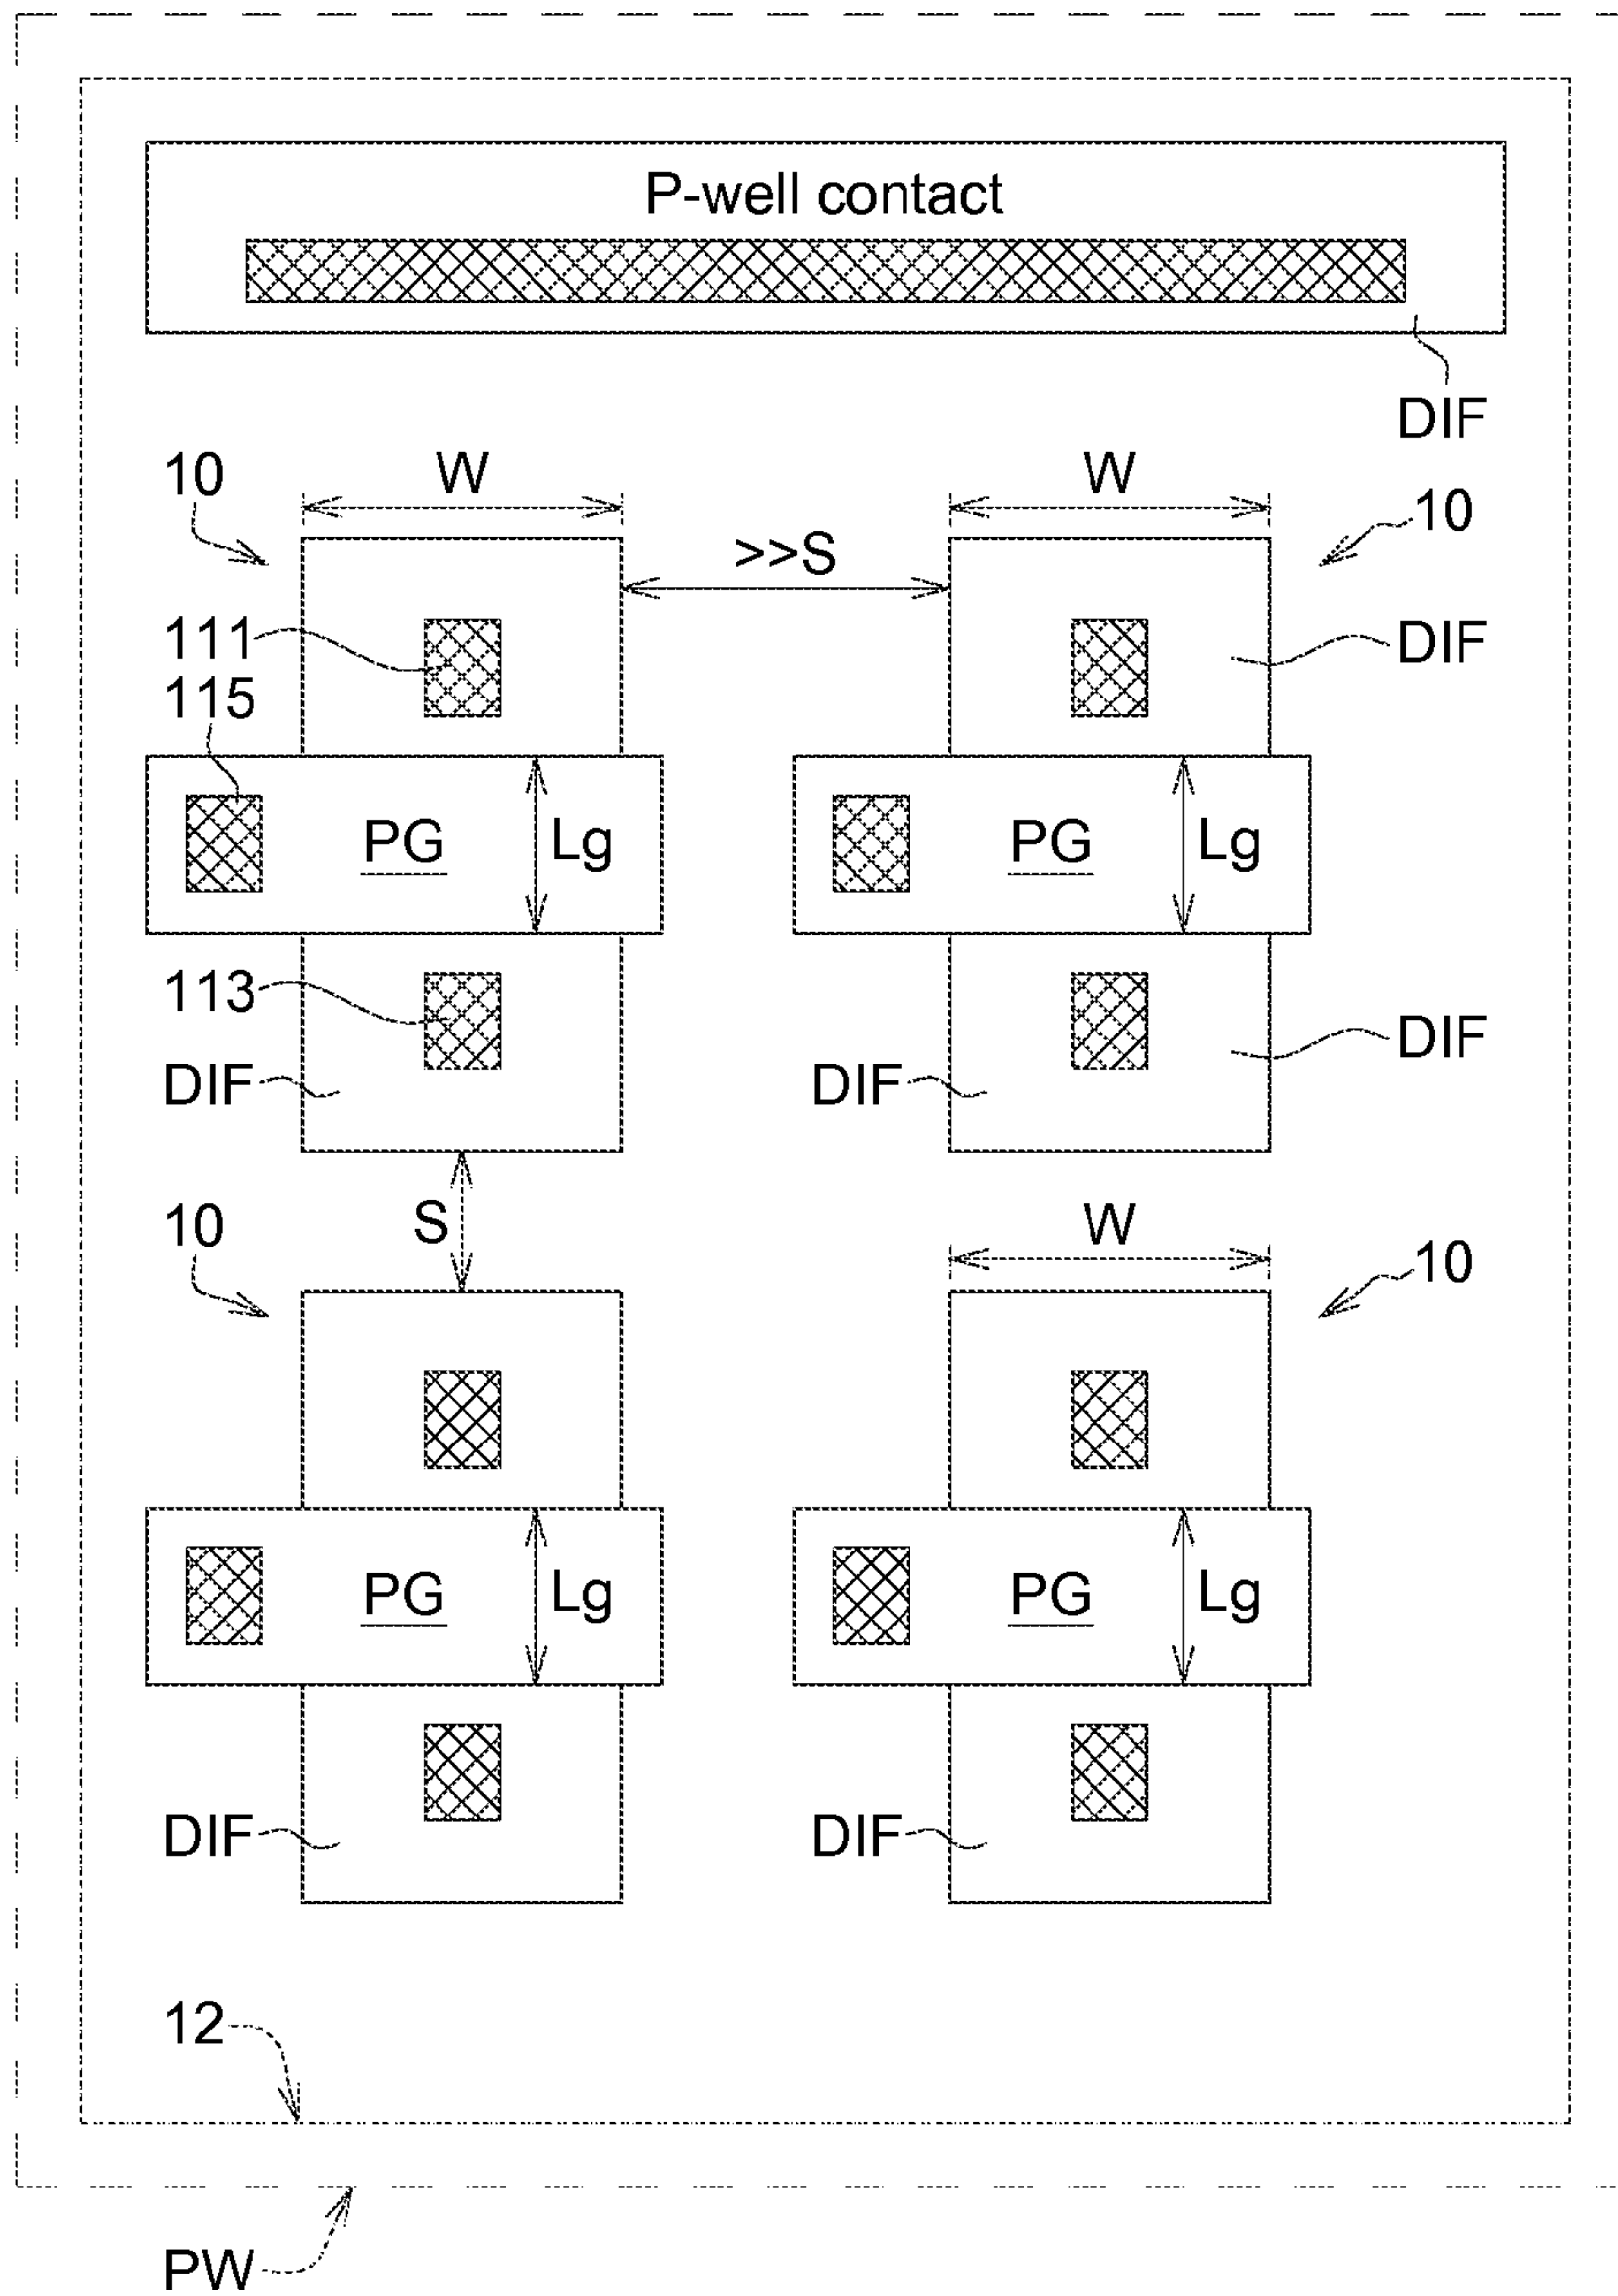 P-well contact
DIF
10 W W 10
>>S
111 DIF
115
PG Lg PG Lg
113 DIF
DIF DIF
10 S W 10
PG Lg PG Lg
DIF DIF
12
PW